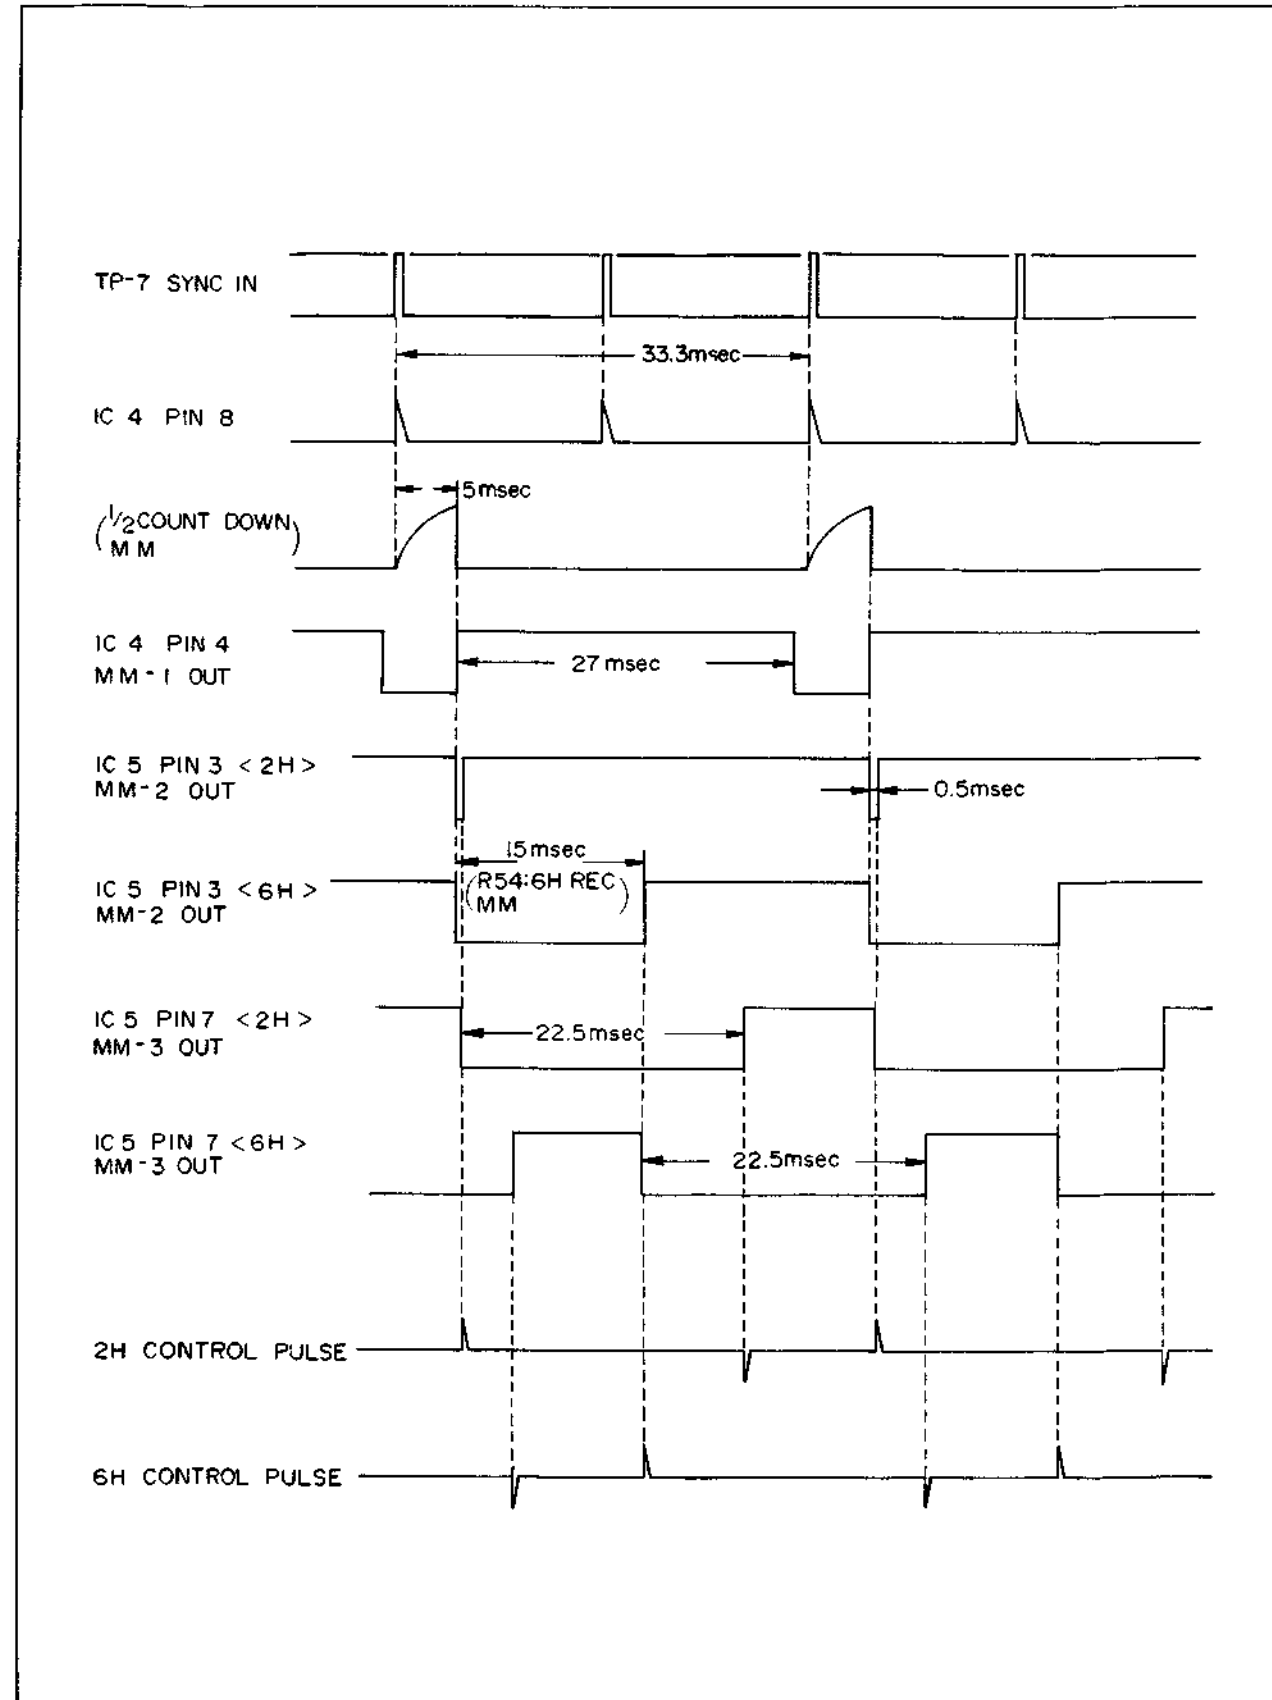 TP-7 SYNC IN
33.3msec
IC 4 PIN 8
5msec
(1/2COUNT DOWN
MM)
IC 4 PIN 4
MM-1 OUT
27msec
IC 5 PIN 3 <2H>
MM-2 OUT
0.5msec
15msec
IC 5 PIN 3 <6H>
MM-2 OUT
(R54:6H REC
MM)
IC 5 PIN 7 <2H>
MM-3 OUT
22.5msec
IC 5 PIN 7 <6H>
MM-3 OUT
22.5msec
2H CONTROL PULSE
6H CONTROL PULSE